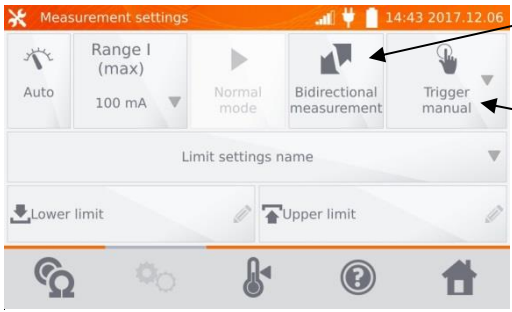 Measurement settings 14:43 2017.12.06
Auto
Range I
(max)
100 mA
Normal
mode
Bidirectional
measurement
Trigger
manual
Limit settings name
Lower limit
Upper limit